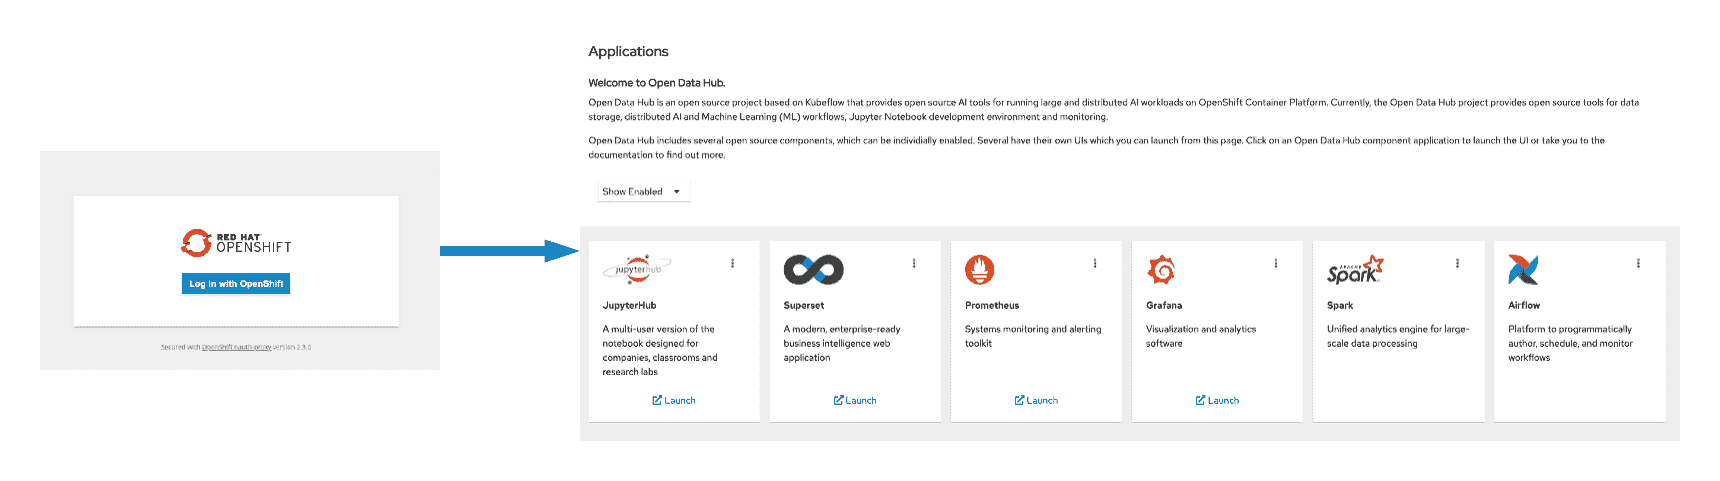 Applications
Welcome to Open Data Hub.
Open Data Hub is an open source project based on Kubeflow that provides open source AI tools for running large and distributed AI workloads on OpenShift Container Platform. Currently, the Open Data Hub project provides open source tools for data
storage, distributed AI and Machine Learning (ML) workflows, Jupyter Notebook development environment and monitoring.
Open Data Hub includes several open source components, which can be individially enabled. Several have their own UIs which you can launch from this page. Click on an Open Data Hub component application to launch the UI or take you to the
documentation to find out more.
Show Enabled
RED HAT
OPENSHIFT
Log in with OpenShift
Secured with OpenShift oauth-proxy version 2.3.0
jupyterhub
JupyterHub
A multi-user version of the
notebook designed for
companies, classrooms and
research labs
Launch
Superset
A modern, enterprise-ready
business intelligence web
application
Launch
Prometheus
Systems monitoring and alerting
toolkit
Launch
Grafana
Visualization and analytics
software
Launch
APACHE
Spark
Spark
Unified analytics engine for large-
scale data processing
Airflow
Platform to programmatically
author, schedule, and monitor
workflows